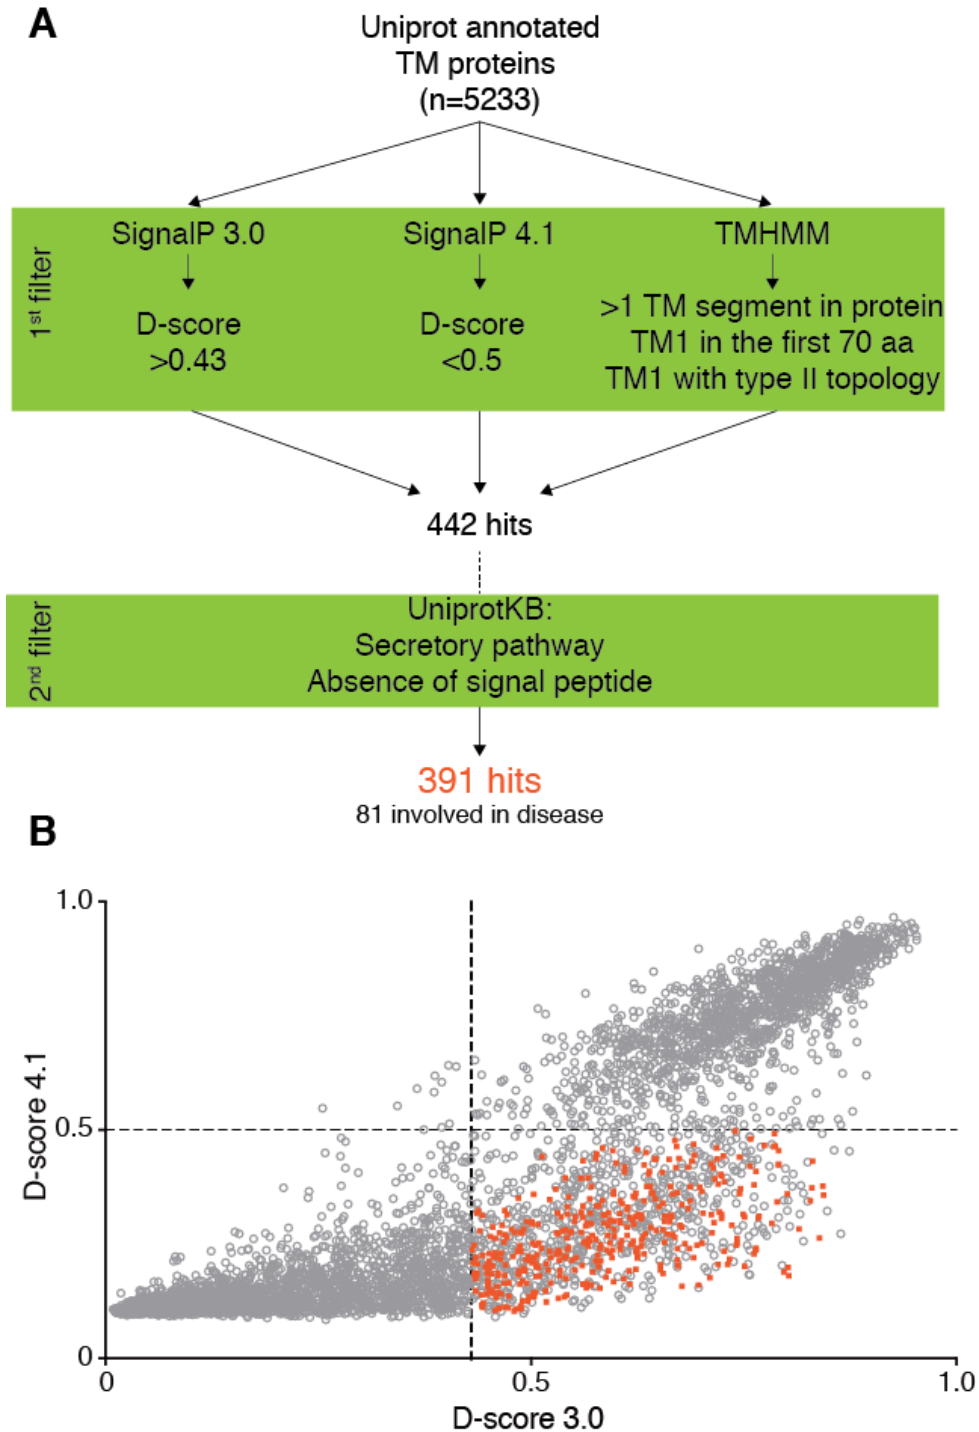 A
Uniprot annotated
TM proteins
(n=5233)
1st filter
SignalP 3.0
SignalP 4.1
TMHMM
D-score
>0.43
D-score
<0.5
>1 TM segment in protein
TM1 in the first 70 aa
TM1 with type II topology
442 hits
2nd filter
UniprotKB:
Secretory pathway
Absence of signal peptide
391 hits
81 involved in disease
B
1.0
0.5
0
D-score 4.1
0
0.5
1.0
D-score 3.0